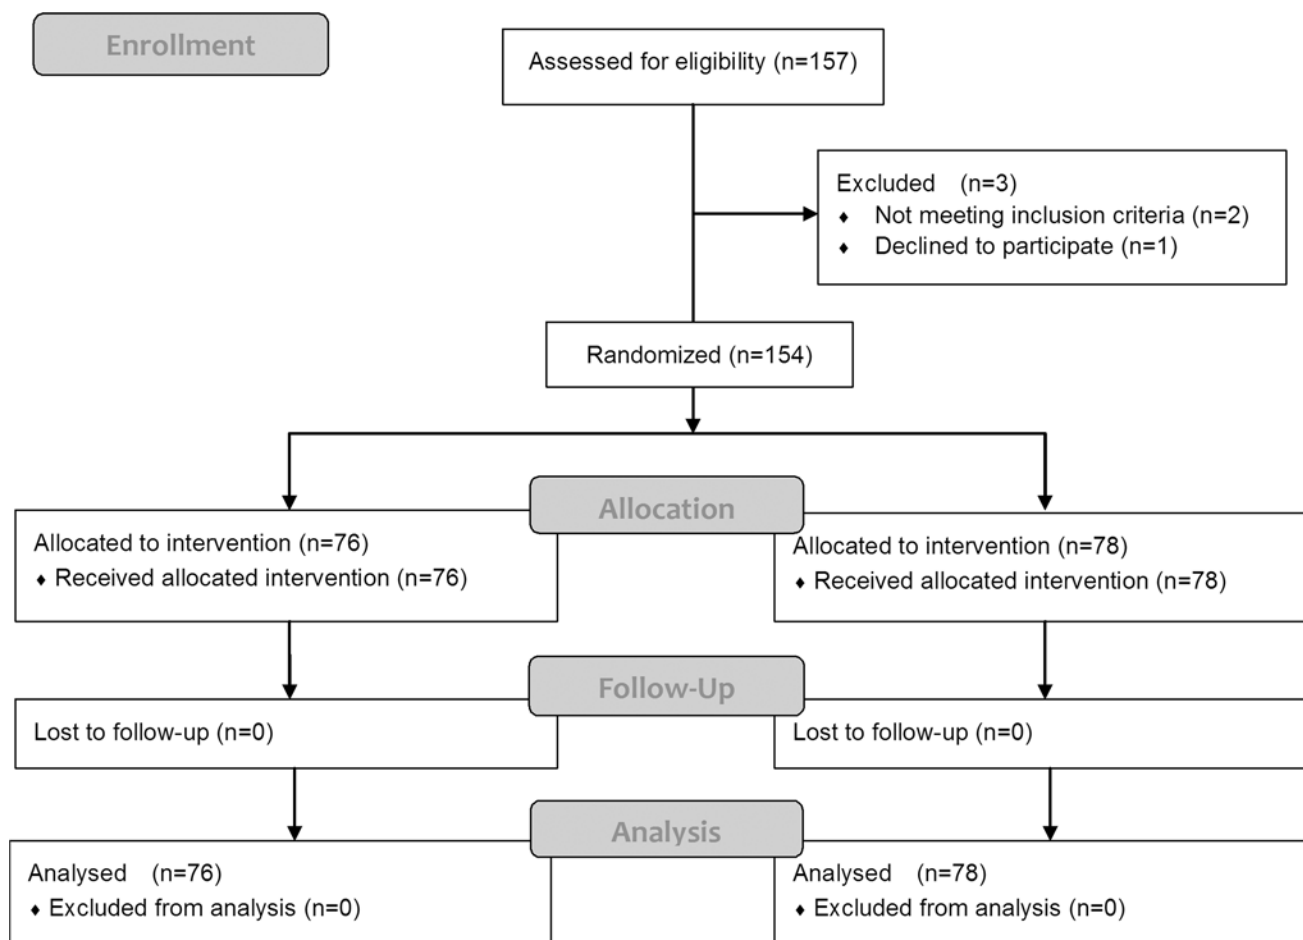 Enrollment
Assessed for eligibility (n=157)
Excluded (n=3)
♦ Not meeting inclusion criteria (n=2)
♦ Declined to participate (n=1)
Randomized (n=154)
Allocation
Allocated to intervention (n=76)
♦ Received allocated intervention (n=76)
Allocated to intervention (n=78)
♦ Received allocated intervention (n=78)
Follow-Up
Lost to follow-up (n=0)
Lost to follow-up (n=0)
Analysis
Analysed (n=76)
♦ Excluded from analysis (n=0)
Analysed (n=78)
♦ Excluded from analysis (n=0)